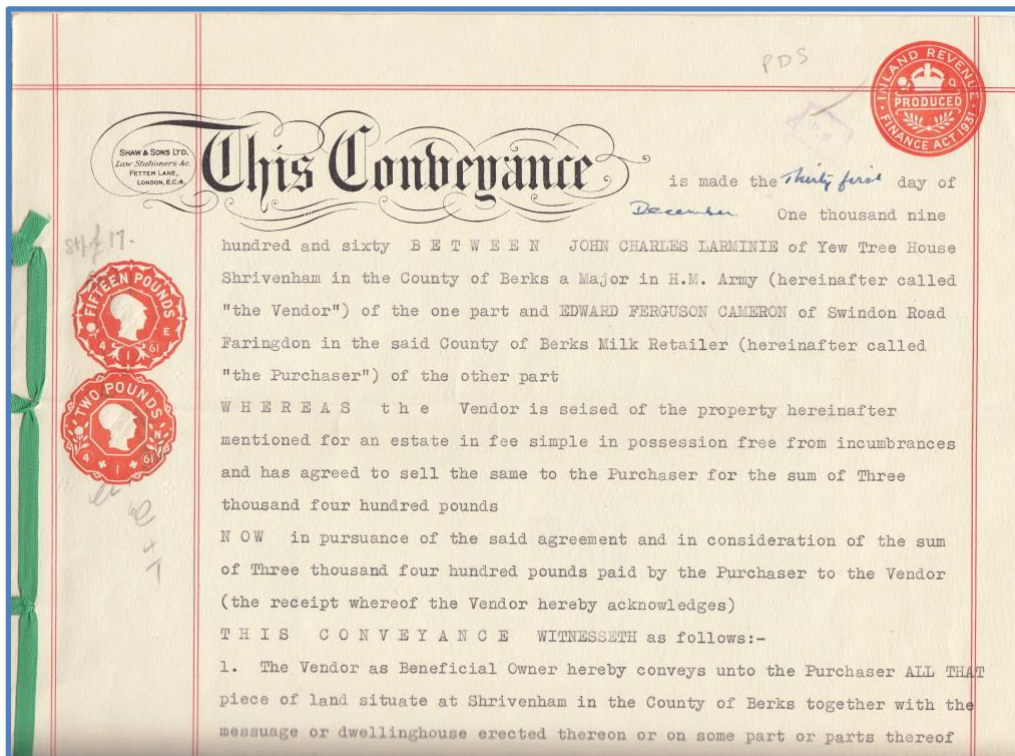 PDS
INLAND REVENUE
PRODUCED
FINANCE ACT 1931
SHAW & SONS LTD.
Law Stationers &c.
FETTER LANE,
LONDON, E.C.4.
This Conveyance
is made the Thirty first day of
December One thousand nine
hundred and sixty B E T W E E N JOHN CHARLES LARMINIE of Yew Tree House
Shrivenham in the County of Berks a Major in H.M. Army (hereinafter called
"the Vendor") of the one part and EDWARD FERGUSON CAMERON of Swindon Road
Faringdon in the said County of Berks Milk Retailer (hereinafter called
"the Purchaser") of the other part
W H E R E A S t h e Vendor is seised of the property hereinafter
mentioned for an estate in fee simple in possession free from incumbrances
and has agreed to sell the same to the Purchaser for the sum of Three
thousand four hundred pounds
N O W in pursuance of the said agreement and in consideration of the sum
of Three thousand four hundred pounds paid by the Purchaser to the Vendor
(the receipt whereof the Vendor hereby acknowledges)
T H I S C O N V E Y A N C E WITNESSETH as follows:-
1. The Vendor as Beneficial Owner hereby conveys unto the Purchaser ALL THAT
piece of land situate at Shrivenham in the County of Berks together with the
messuage or dwellinghouse erected thereon or on some part or parts thereof
17.
FIFTEEN POUNDS
E
4 1 61
TWO POUNDS
N
4 1 61